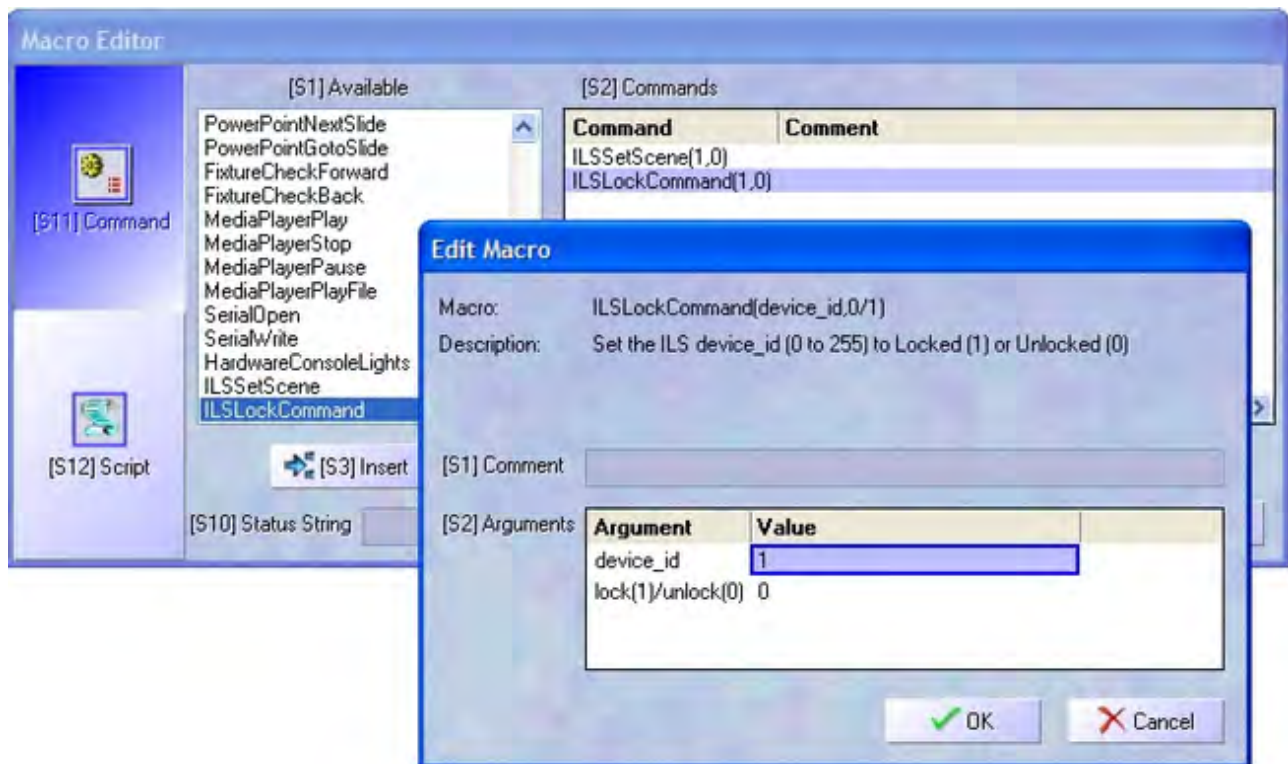 Macro Editor
[S11] Command
[S12] Script
[S1] Available
PowerPointNextSlide
PowerPointGotoSlide
FixtureCheckForward
FixtureCheckBack
MediaPlayerPlay
MediaPlayerStop
MediaPlayerPause
MediaPlayerPlayFile
SerialOpen
SerialWrite
HardwareConsoleLights
ILSSetScene
ILSLockCommand
[S3] Insert
[S10] Status String
[S2] Commands
Command Comment
ILSSetScene(1,0)
ILSLockCommand(1,0)
Edit Macro
Macro: ILSLockCommand(device_id,0/1)
Description: Set the ILS device_id (0 to 255) to Locked (1) or Unlocked (0)
[S1] Comment
[S2] Arguments
Argument Value
device_id 1
lock(1)/unlock(0) 0
OK Cancel